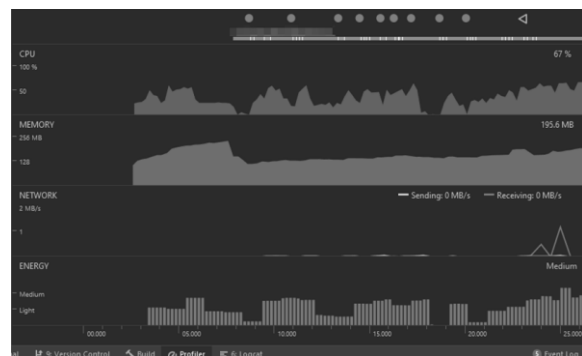 CPU 67 %
100 %
50
MEMORY 195.6 MB
256 MB
128
NETWORK Sending: 0 MB/s Receiving: 0 MB/s
2 MB/s
1
ENERGY Medium
Medium
Light
00.000 05.000 10.000 15.000 20.000 25.000
9: Version Control Build Profiler 6: Logcat Event Log